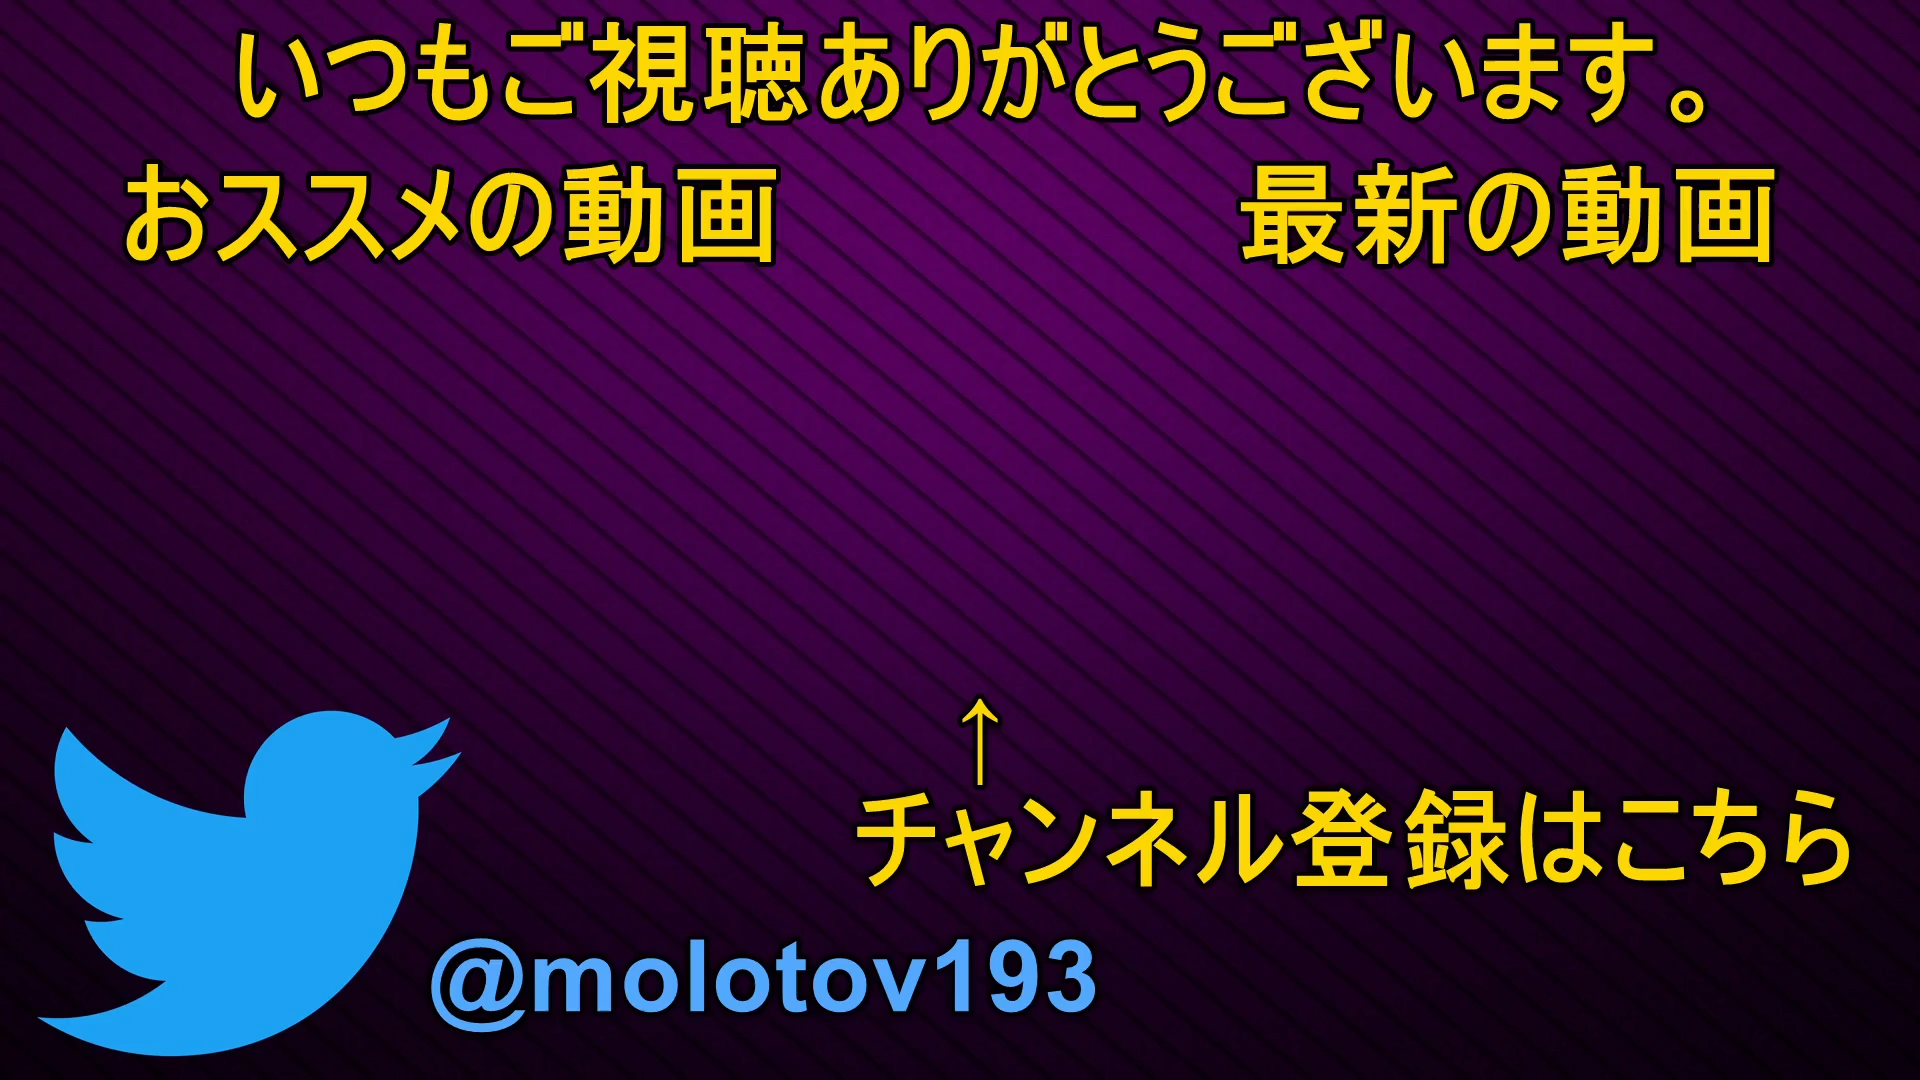 いつもご視聴ありがとうございます。
おススメの動画
最新の動画
↑
チャンネル登録はこちら
@molotov193